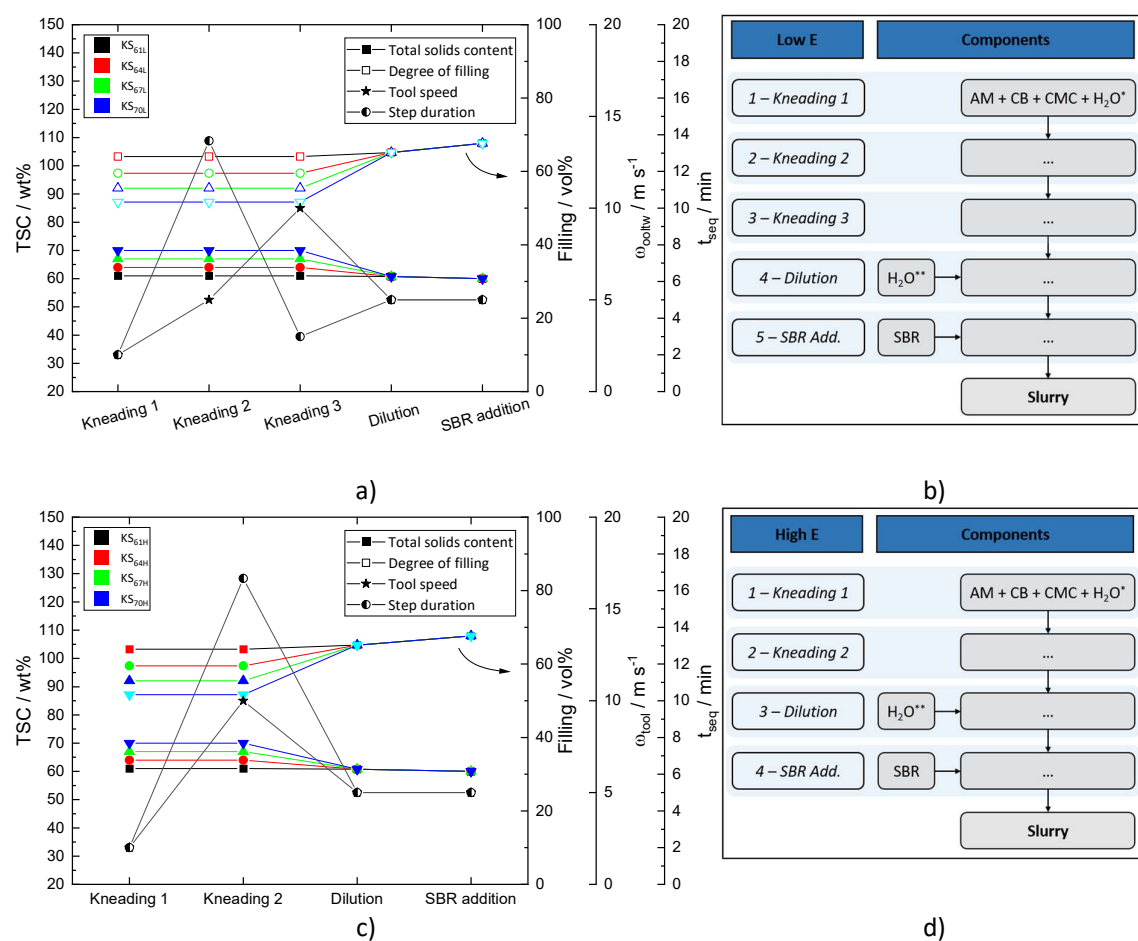 150
140
130
120
110
100
90
80
70
60
50
40
30
20
TSC / wt%
KS61L
KS64L
KS67L
KS70L
Total solids content
Degree of filling
Tool speed
Step duration
Kneading 1
Kneading 2
Kneading 3
Dilution
SBR addition
100
80
60
40
20
0
Filling / vol%
20
15
10
5
0
ωooltw / m s-1
20
18
16
14
12
10
8
6
4
2
0
tseq / min
a)
Low E
Components
1 – Kneading 1
AM + CB + CMC + H2O*
2 – Kneading 2
...
3 – Kneading 3
...
4 – Dilution
H2O**
...
5 – SBR Add.
SBR
...
Slurry
b)
150
140
130
120
110
100
90
80
70
60
50
40
30
20
TSC / wt%
KS61H
KS64H
KS67H
KS70H
Total solids content
Degree of filling
Tool speed
Step duration
Kneading 1
Kneading 2
Dilution
SBR addition
100
80
60
40
20
0
Filling / vol%
20
15
10
5
0
ωtool / m s-1
20
18
16
14
12
10
8
6
4
2
0
tseq / min
c)
High E
Components
1 – Kneading 1
AM + CB + CMC + H2O*
2 – Kneading 2
...
3 – Dilution
H2O**
...
4 – SBR Add.
SBR
...
Slurry
d)